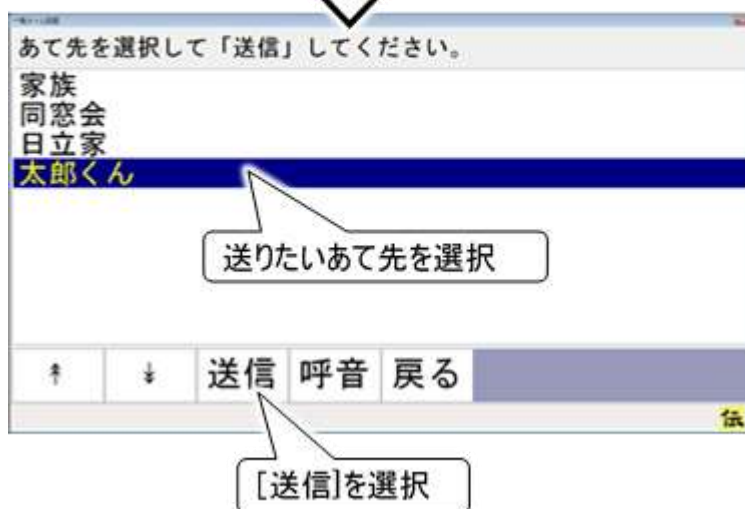 あて先を選択して「送信」してください。
家族
同窓会
日立家
太郎くん
送りたいあて先を選択
↟ ↡ 送信 呼音 戻る
伝
[送信]を選択